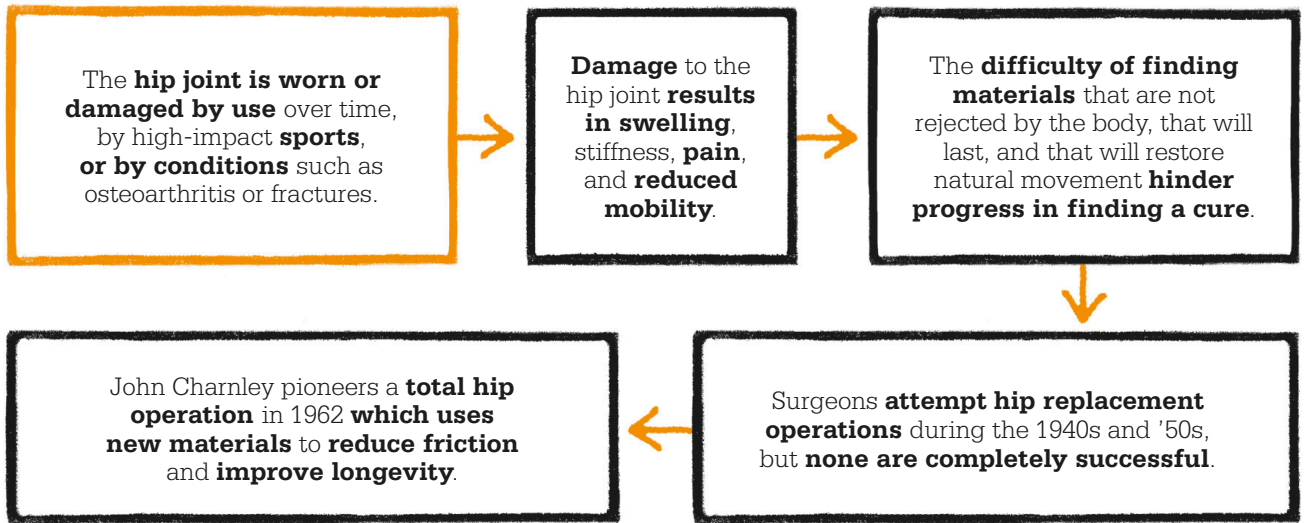 The hip joint is worn or
damaged by use over time,
by high-impact sports,
or by conditions such as
osteoarthritis or fractures.
Damage to the
hip joint results
in swelling,
stiffness, pain,
and reduced
mobility.
The difficulty of finding
materials that are not
rejected by the body, that will
last, and that will restore
natural movement hinder
progress in finding a cure.
Surgeons attempt hip replacement
operations during the 1940s and ’50s,
but none are completely successful.
John Charnley pioneers a total hip
operation in 1962 which uses
new materials to reduce friction
and improve longevity.